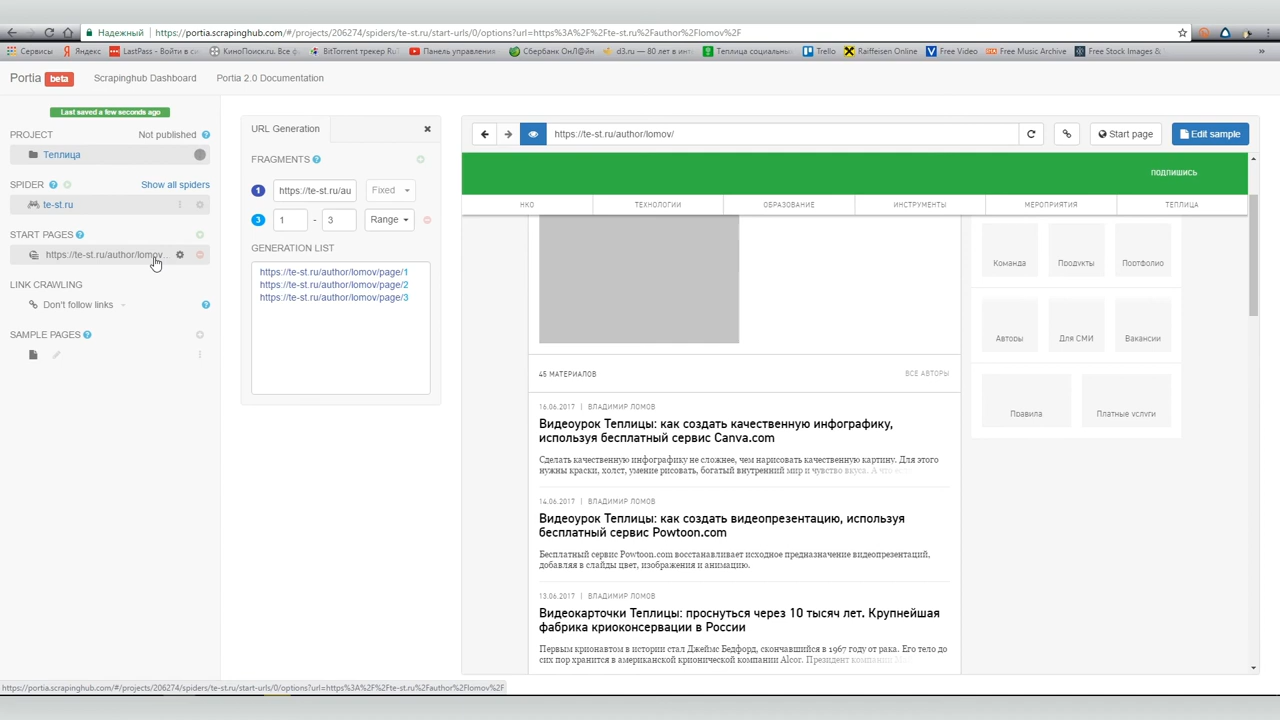 Надежный https://portia.scrapinghub.com/#/projects/206274/spiders/te-st.ru/start-urls/0/options?url=https%3A%2F%2Fte-st.ru%2Fauthor%2Flomov%2F
Сервисы Яндекс LastPass - Войти в си КиноПоиск.ru. Все ф BitTorrent трекер RuT Панель управления Сбербанк ОнЛ@йн d3.ru — 80 лет в инте Теплица социальны Trello Raiffeisen Online Free Video Free Music Archive Free Stock Images & »
Portia beta Scrapinghub Dashboard Portia 2.0 Documentation
Last saved a few seconds ago
PROJECT Not published
Теплица
SPIDER Show all spiders
te-st.ru
START PAGES
https://te-st.ru/author/lomov...
LINK CRAWLING
Don't follow links
SAMPLE PAGES
URL Generation
FRAGMENTS
1 https://te-st.ru/au Fixed
3 1 - 3 Range
GENERATION LIST
https://te-st.ru/author/lomov/page/1
https://te-st.ru/author/lomov/page/2
https://te-st.ru/author/lomov/page/3
https://te-st.ru/author/lomov/ Start page Edit sample
ПОДПИШИСЬ
НКО ТЕХНОЛОГИИ ОБРАЗОВАНИЕ ИНСТРУМЕНТЫ МЕРОПРИЯТИЯ ТЕПЛИЦА
45 МАТЕРИАЛОВ ВСЕ АВТОРЫ
16.06.2017 | ВЛАДИМИР ЛОМОВ
Видеоурок Теплицы: как создать качественную инфографику,
используя бесплатный сервис Canva.com
Сделать качественную инфографику не сложнее, чем нарисовать качественную картину. Для этого
нужны краски, холст, умение рисовать, богатый внутренний мир и чувство вкуса. А что
14.06.2017 | ВЛАДИМИР ЛОМОВ
Видеоурок Теплицы: как создать видеопрезентацию, используя
бесплатный сервис Powtoon.com
Бесплатный сервис Powtoon.com восстанавливает исходное предназначение видеопрезентаций,
добавляя в слайды цвет, изображения и анимацию.
13.06.2017 | ВЛАДИМИР ЛОМОВ
Видеокарточки Теплицы: проснуться через 10 тысяч лет. Крупнейшая
фабрика криоконсервации в России
Первым крионавтом в истории стал Джеймс Бедфорд, скончавшийся в 1967 году от рака. Его тело до
сих пор хранится в американской крионической компании Alcor. Президент компании
Команда Продукты Портфолио
Авторы Для СМИ Вакансии
Правила Платные услуги
https://portia.scrapinghub.com/#/projects/206274/spiders/te-st.ru/start-urls/0/options?url=https%3A%2F%2Fte-st.ru%2Fauthor%2Flomov%2F